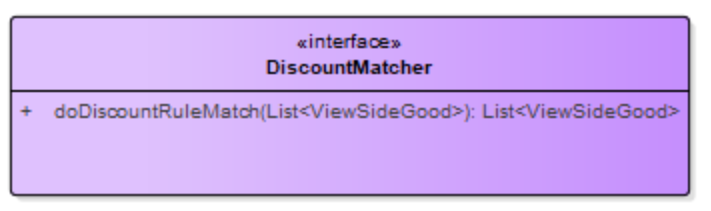 «interface»
DiscountMatcher
+ doDiscountRuleMatch(List<ViewSideGood>): List<ViewSideGood>